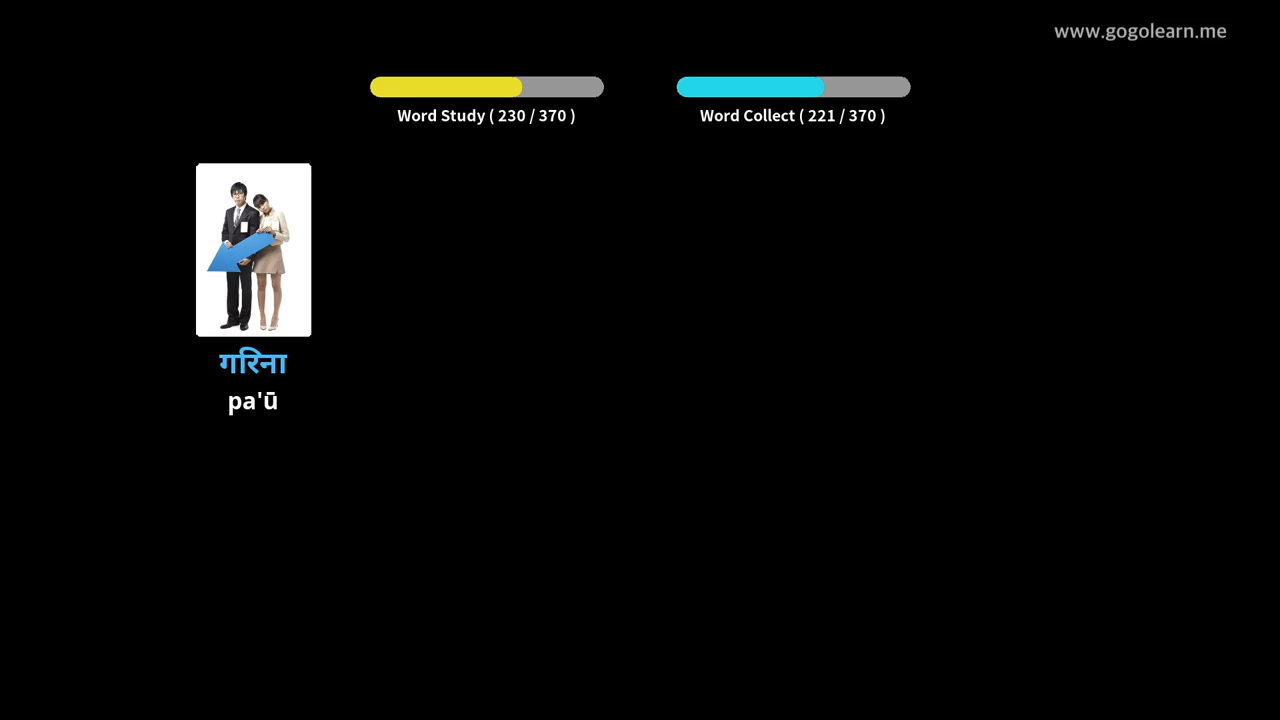 www.gogolearn.me
Word Study ( 230 / 370 )
Word Collect ( 221 / 370 )
गरिना
pa'ū